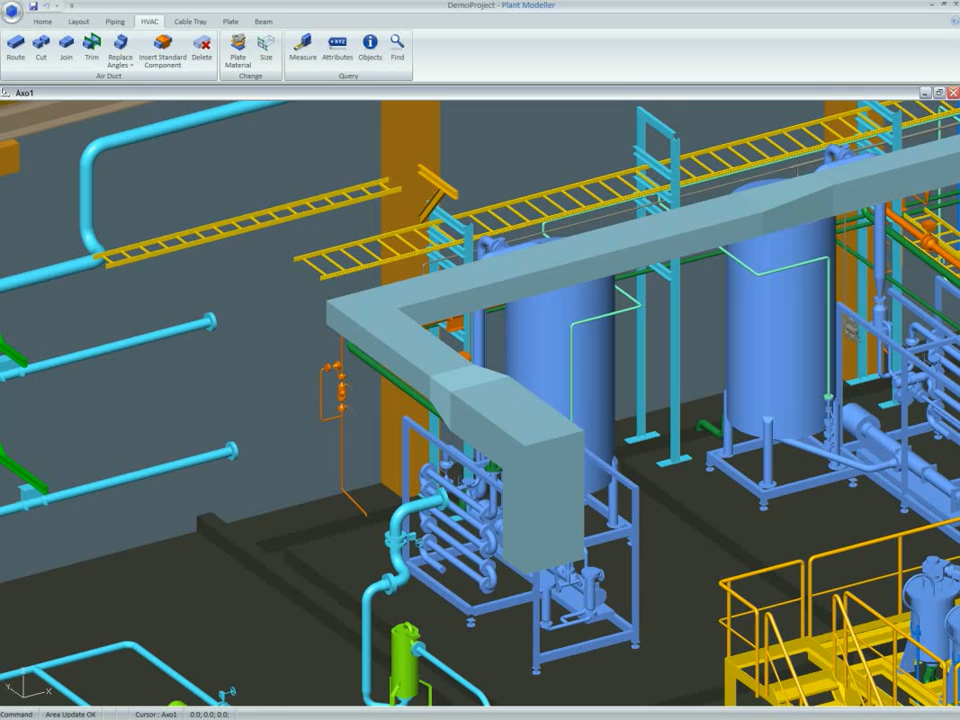 DemoProject - Plant Modeller
Home Layout Piping HVAC Cable Tray Plate Beam
Route Cut Join Trim Replace Angles Insert Standard Component Delete Plate Material Size Measure Attributes Objects Find
Air Duct Change Query
Axo1
Y X
Command Area Update OK Cursor : Axo1 0.0; 0.0; 0.0;